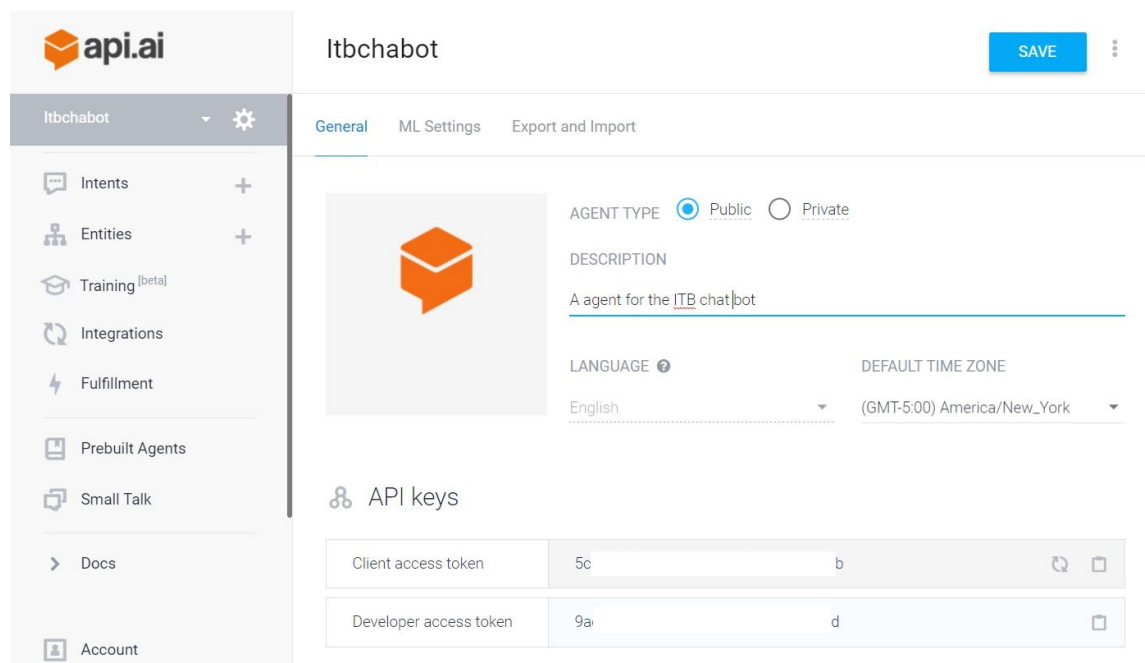 api.ai
Itbchabot
SAVE
Itbchabot
General ML Settings Export and Import
Intents
Entities
Training [beta]
Integrations
Fulfillment
Prebuilt Agents
Small Talk
Docs
Account
AGENT TYPE Public Private
DESCRIPTION
A agent for the ITB chat bot
LANGUAGE DEFAULT TIME ZONE
English (GMT-5:00) America/New_York
API keys
Client access token 5c b
Developer access token 9a d